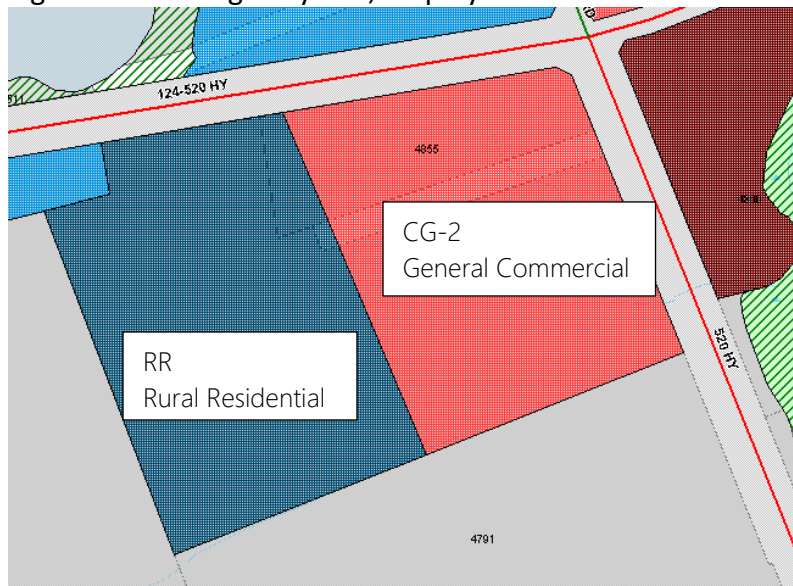 124-520 HY
4855
CG-2
General Commercial
RR
Rural Residential
520 HY
4791